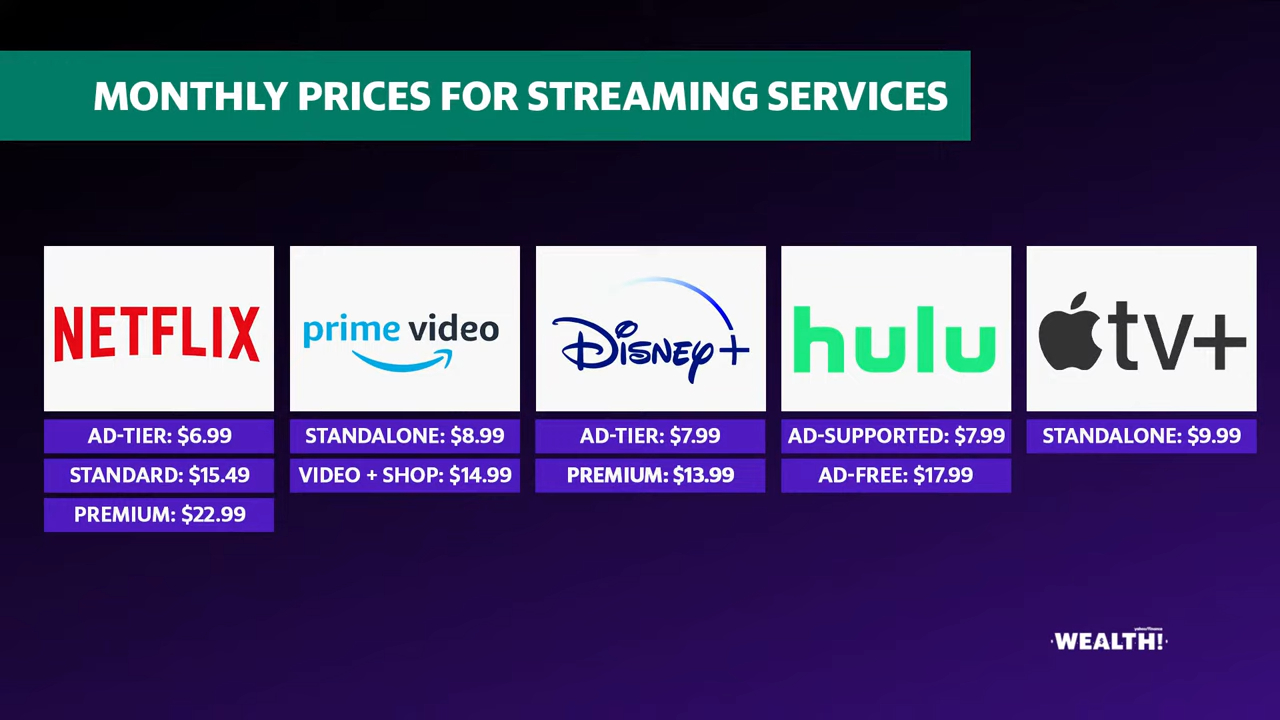 MONTHLY PRICES FOR STREAMING SERVICES
NETFLIX
AD-TIER: $6.99
STANDARD: $15.49
PREMIUM: $22.99
prime video
STANDALONE: $8.99
VIDEO + SHOP: $14.99
Disney+
AD-TIER: $7.99
PREMIUM: $13.99
hulu
AD-SUPPORTED: $7.99
AD-FREE: $17.99
tv+
STANDALONE: $9.99
yahoo!finance
WEALTH!